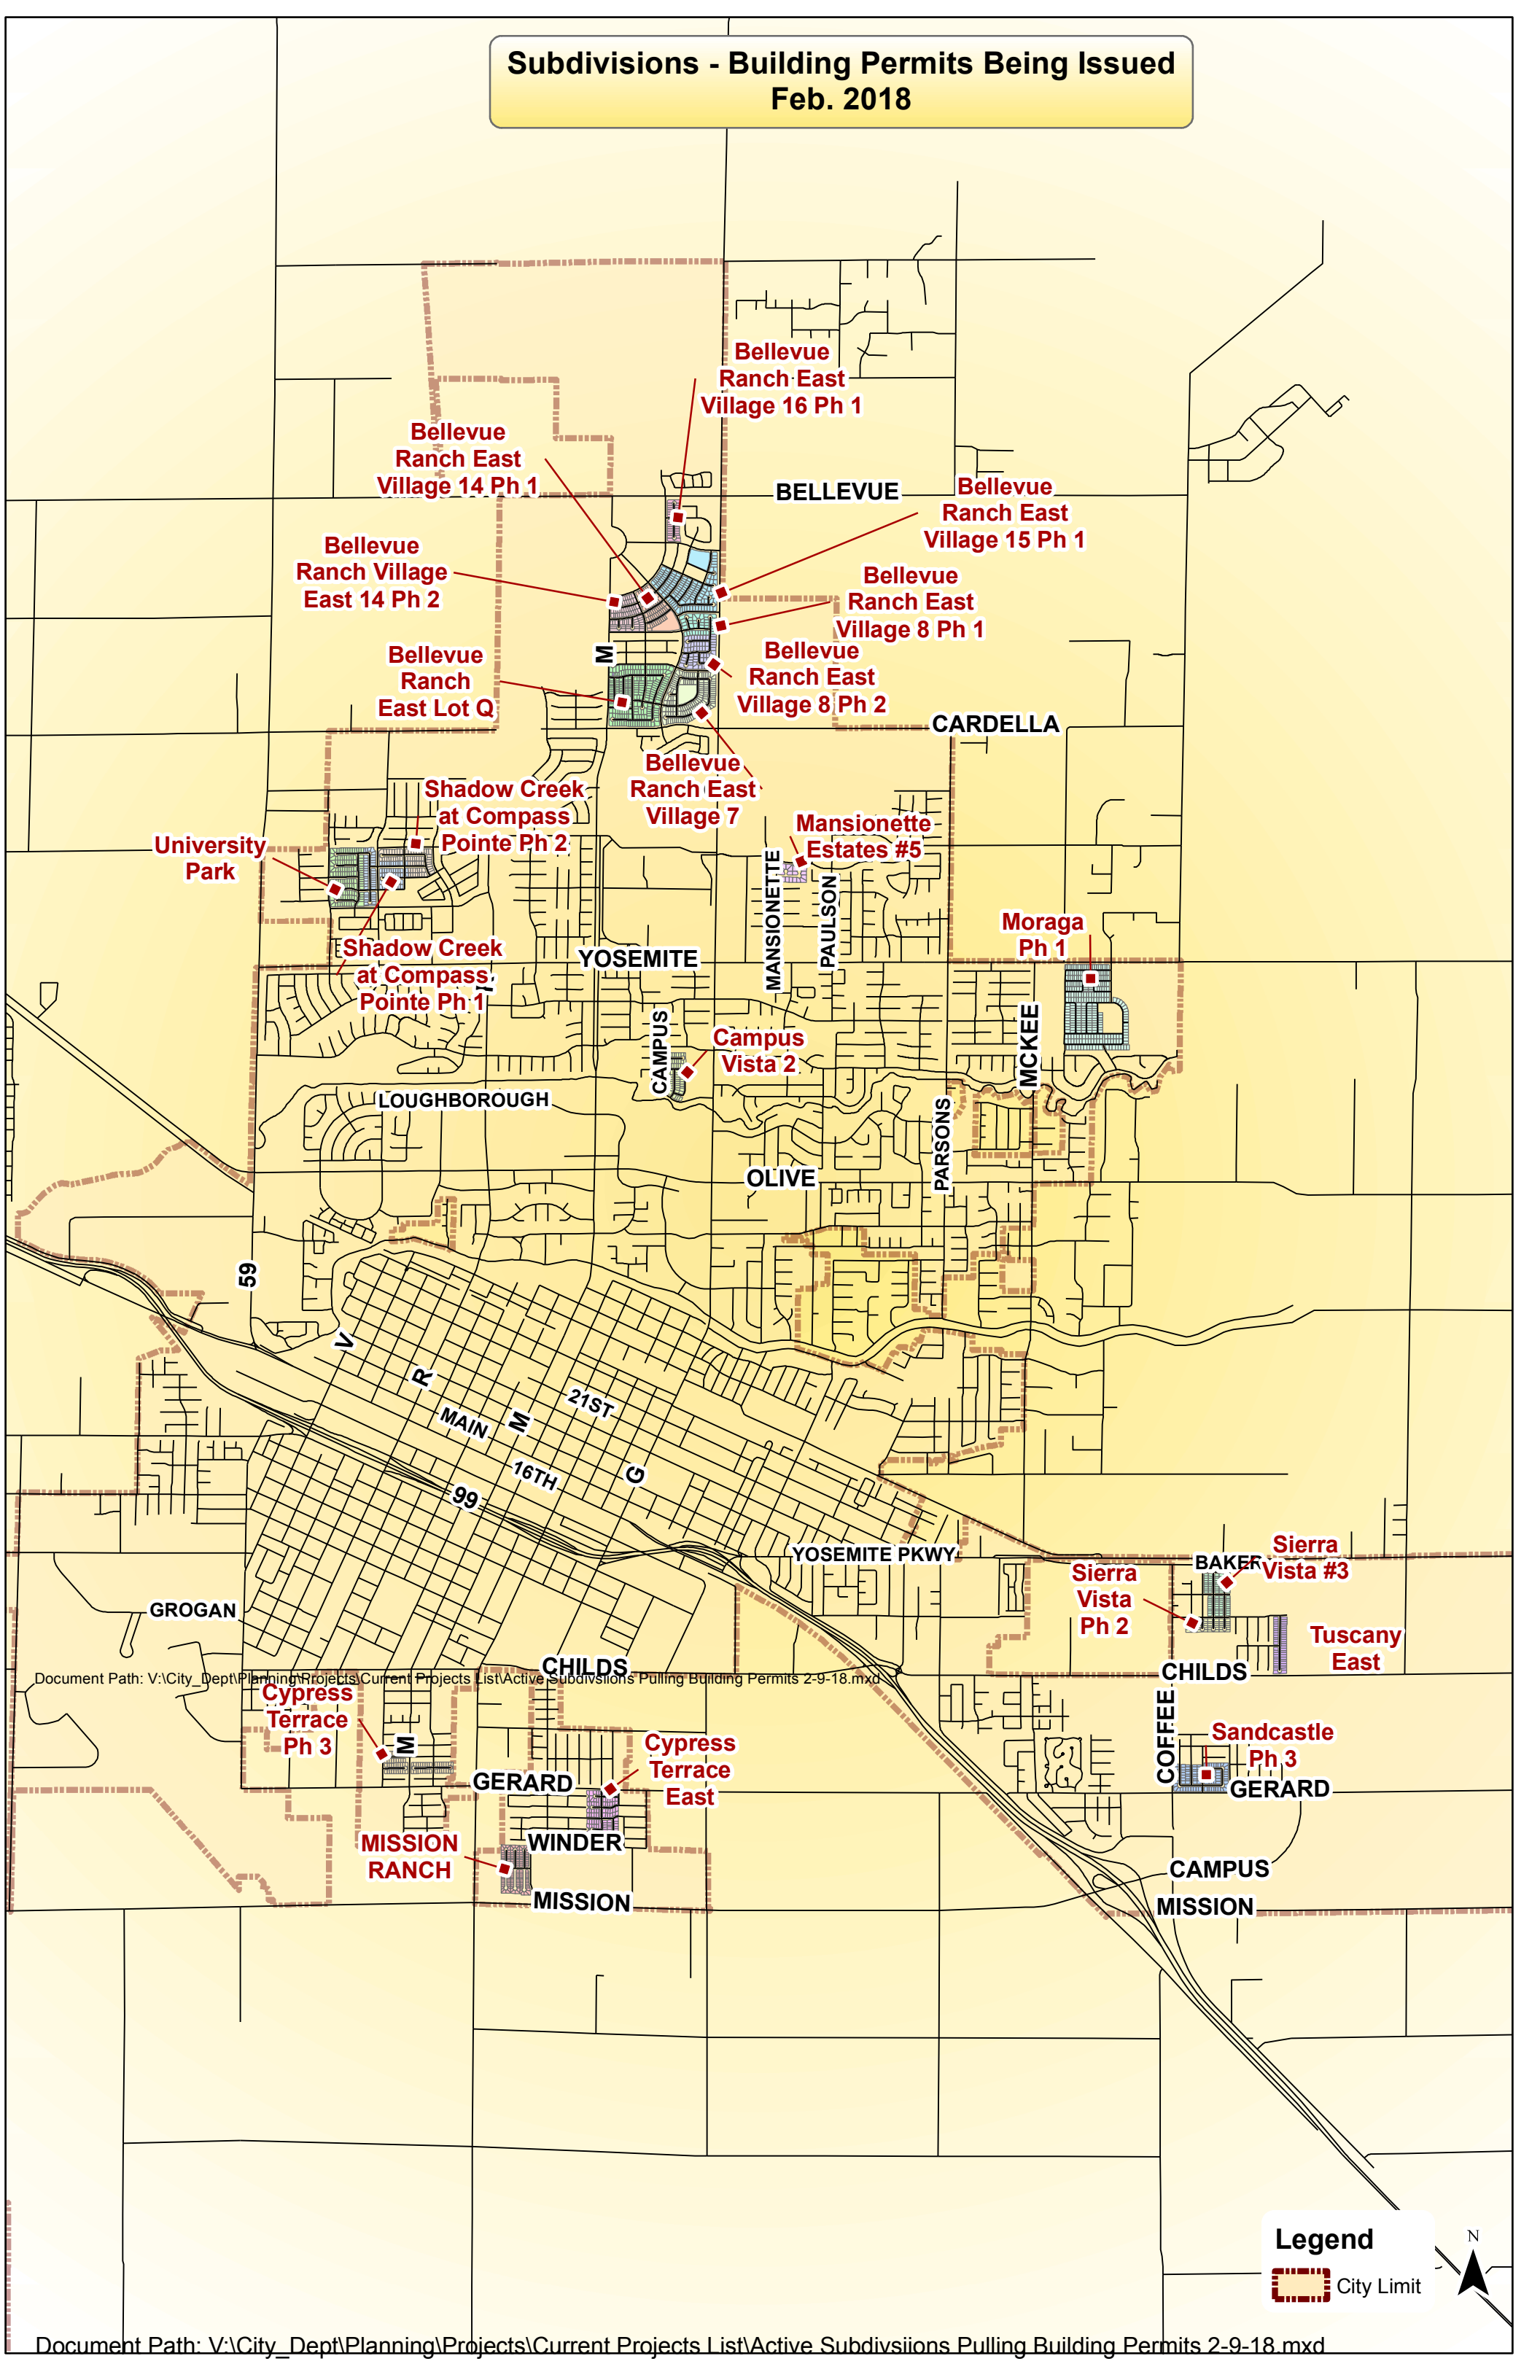 Subdivisions - Building Permits Being Issued
Feb. 2018
Bellevue
Ranch East
Village 16 Ph 1
Bellevue
Ranch East
Village 14 Ph 1
BELLEVUE
Bellevue
Ranch East
Village 15 Ph 1
Bellevue
Ranch Village
East 14 Ph 2
Bellevue
Ranch East
Village 8 Ph 1
M
Bellevue
Ranch East
Village 8 Ph 2
Bellevue
Ranch
East Lot Q
CARDELLA
Bellevue
Ranch East
Village 7
Shadow Creek
at Compass
Pointe Ph 2
University
Park
Mansionette
Estates #5
MANSIONETTE
PAULSON
Moraga
Ph 1
Shadow Creek
at Compass
Pointe Ph 1
YOSEMITE
CAMPUS
Campus
Vista 2
MCKEE
LOUGHBOROUGH
PARSONS
OLIVE
59
V
R
M
21ST
MAIN
16TH
G
99
YOSEMITE PKWY
BAKER
Sierra
Vista #3
Sierra
Vista
Ph 2
GROGAN
Tuscany
East
CHILDS
CHILDS
Document Path: V:\City_Dept\Planning\Projects\Current Projects List\Active Subdivsiions Pulling Building Permits 2-9-18.mxd
Cypress
Terrace
Ph 3
M
COFFEE
Cypress
Terrace
East
Sandcastle
Ph 3
GERARD
GERARD
MISSION
RANCH
WINDER
CAMPUS
MISSION
MISSION
Legend
N
City Limit
Document Path: V:\City_Dept\Planning\Projects\Current Projects List\Active Subdivsiions Pulling Building Permits 2-9-18.mxd